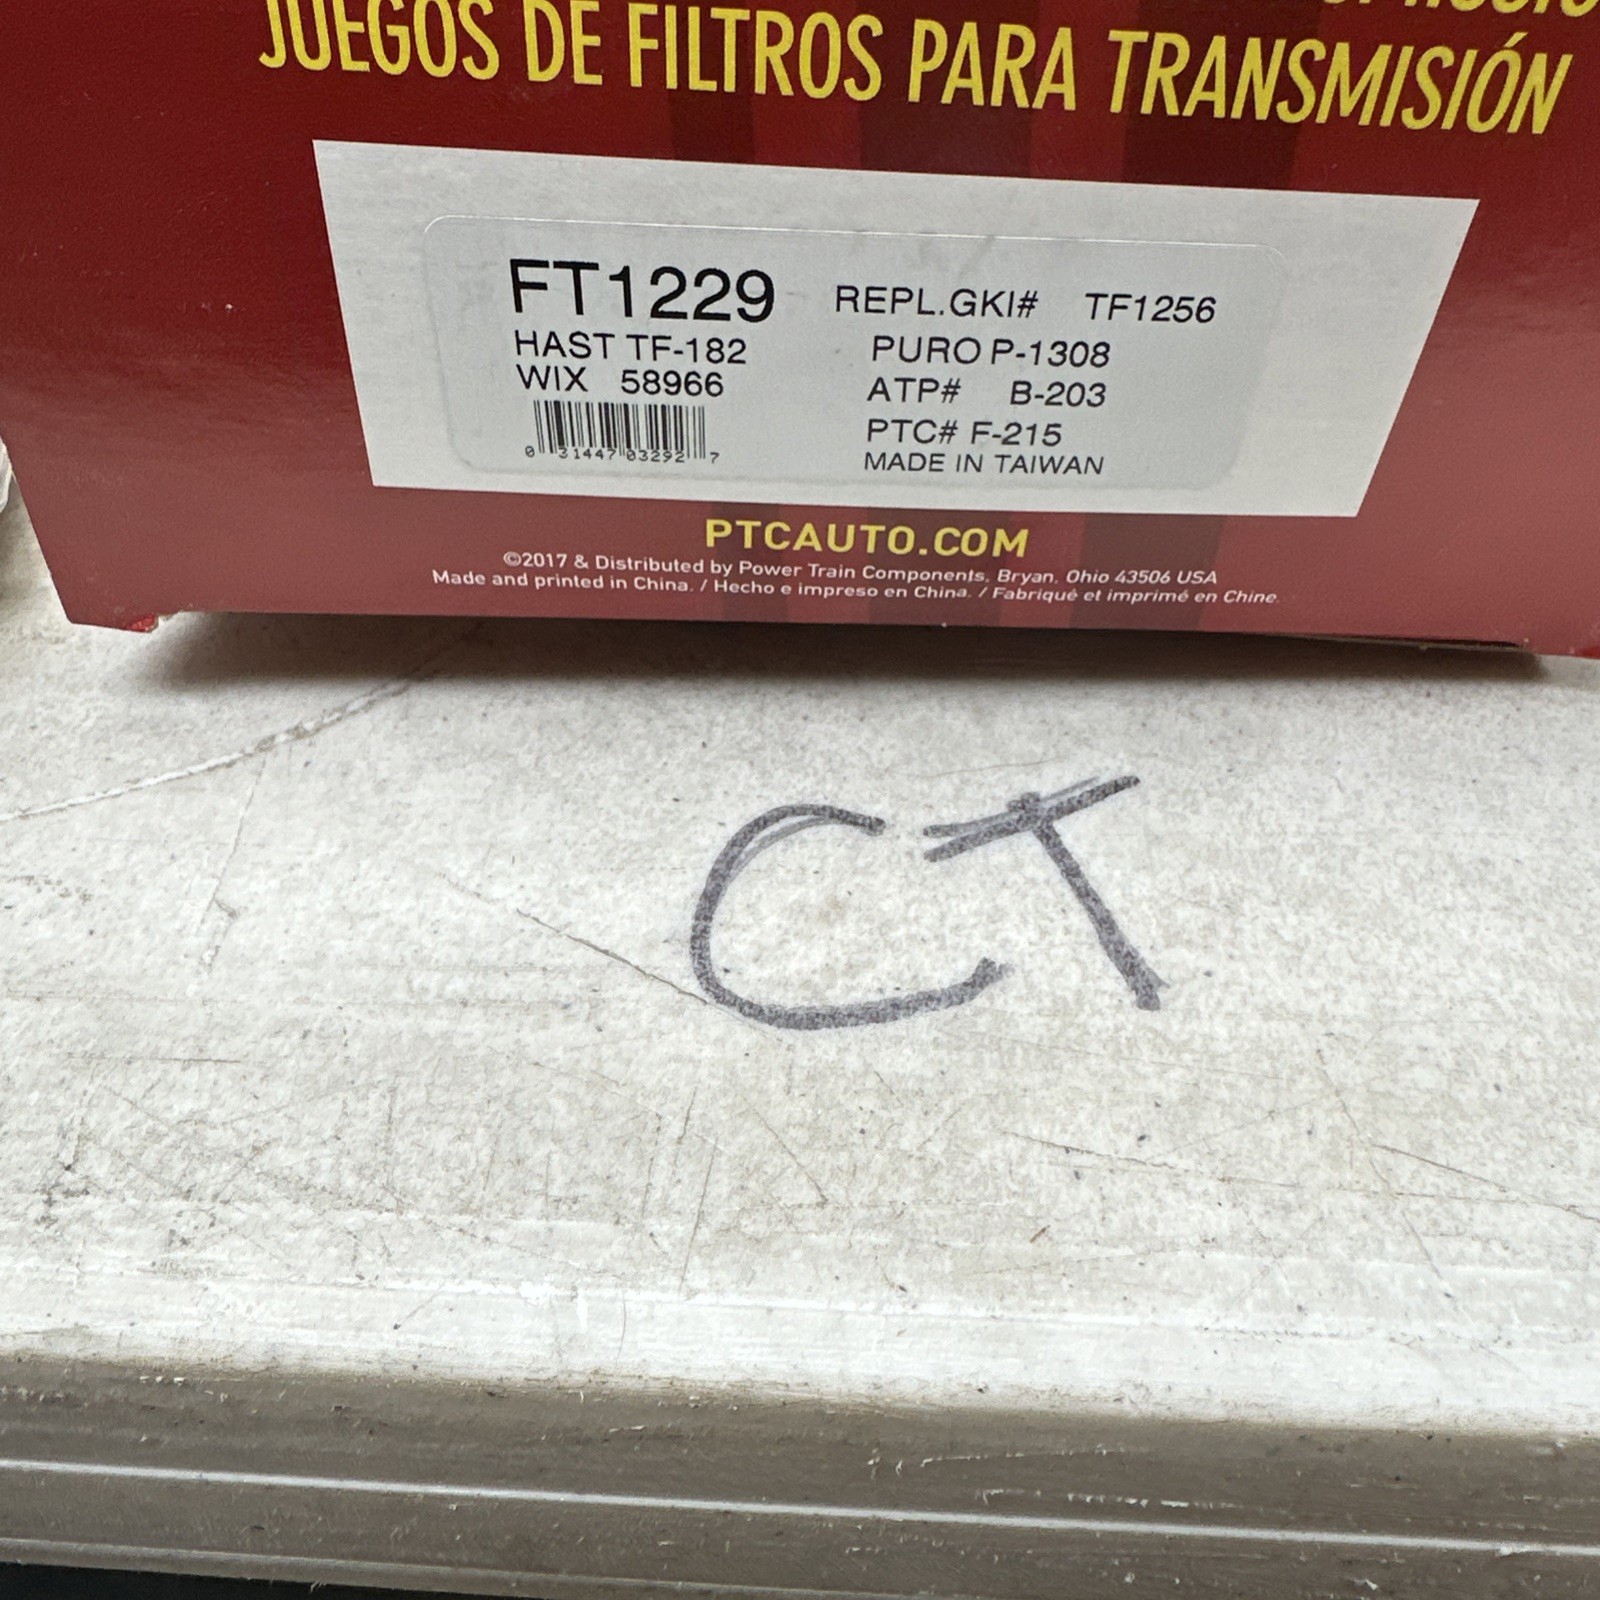 JUEGOS DE FILTROS PARA TRANSMISIÓN
FT1229 REPL.GKI# TF1256
HAST TF-182 PURO P-1308
WIX 58966 ATP# B-203
PTC# F-215
0 31447 03292 7 MADE IN TAIWAN
PTCAUTO.COM
©2017 & Distributed by Power Train Components, Bryan, Ohio 43506 USA
Made and printed in China. / Hecho e impreso en China. / Fabriqué et imprimé en Chine.
CT